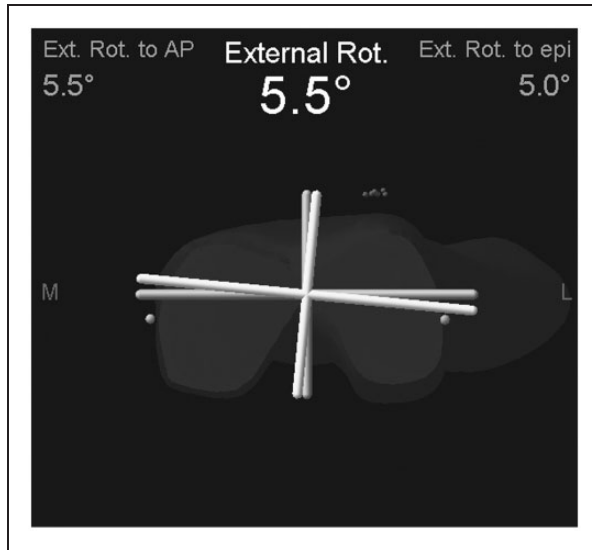 Ext. Rot. to AP
5.5°
External Rot.
5.5°
Ext. Rot. to epi
5.0°
M
L